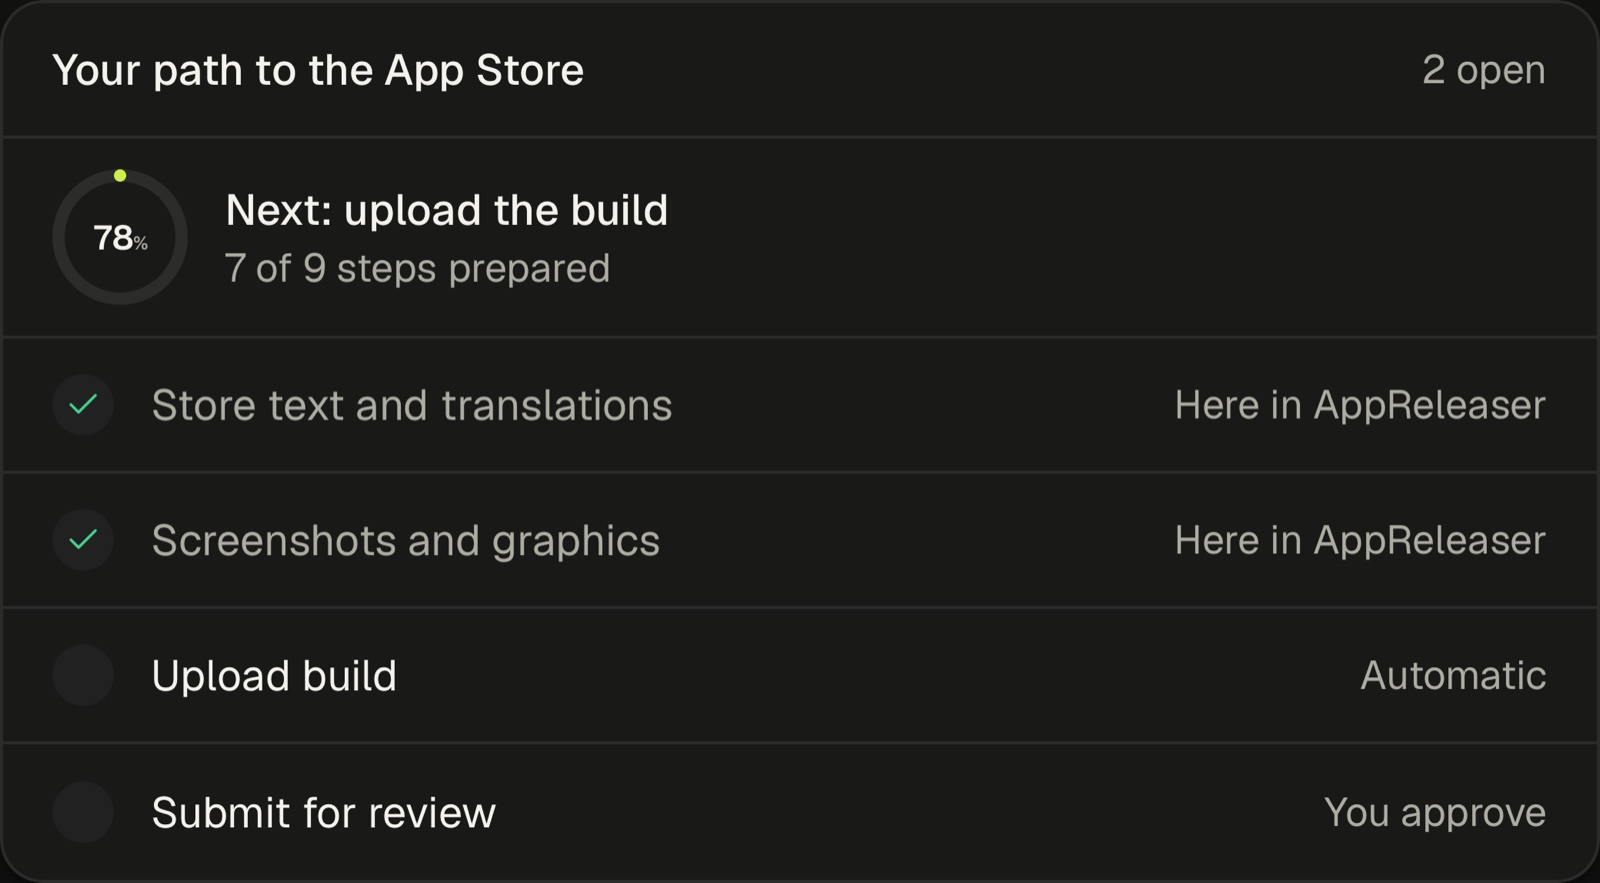 Your path to the App Store
2 open
78%
Next: upload the build
7 of 9 steps prepared
Store text and translations
Here in AppReleaser
Screenshots and graphics
Here in AppReleaser
Upload build
Automatic
Submit for review
You approve